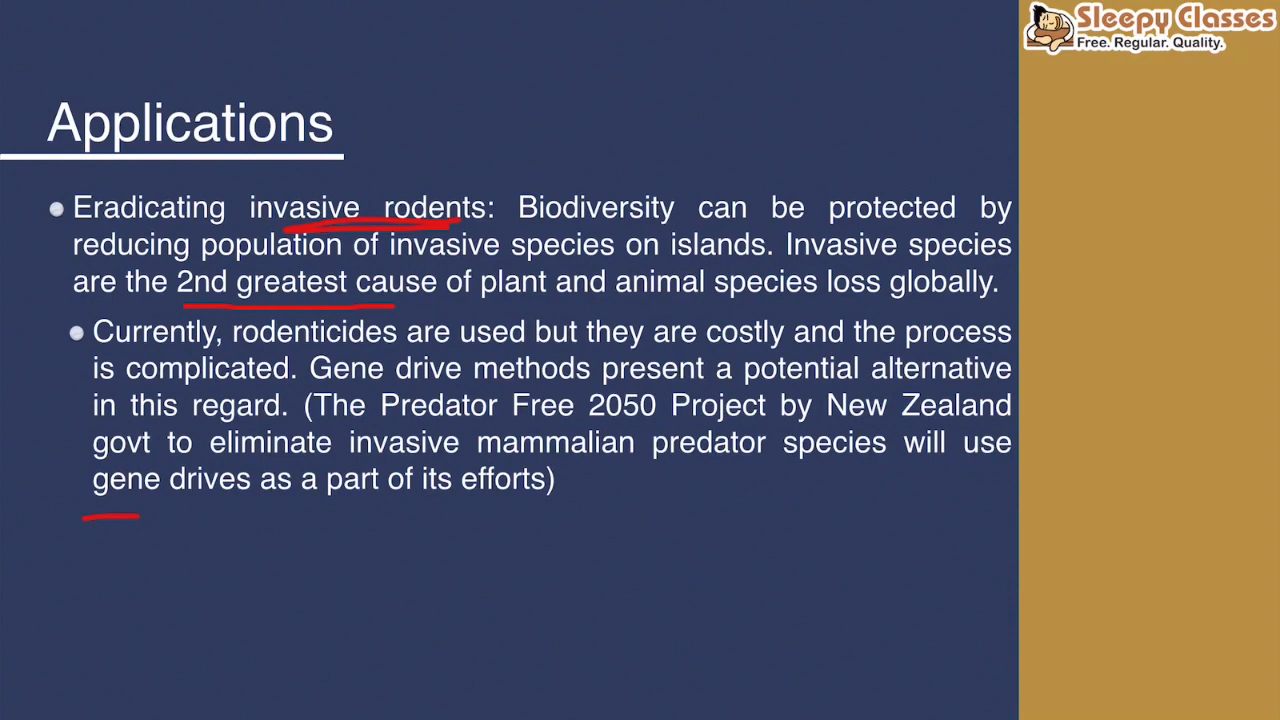 Sleepy Classes
Free. Regular. Quality.
Applications
Eradicating invasive rodents: Biodiversity can be protected by
reducing population of invasive species on islands. Invasive species
are the 2nd greatest cause of plant and animal species loss globally.
Currently, rodenticides are used but they are costly and the process
is complicated. Gene drive methods present a potential alternative
in this regard. (The Predator Free 2050 Project by New Zealand
govt to eliminate invasive mammalian predator species will use
gene drives as a part of its efforts)